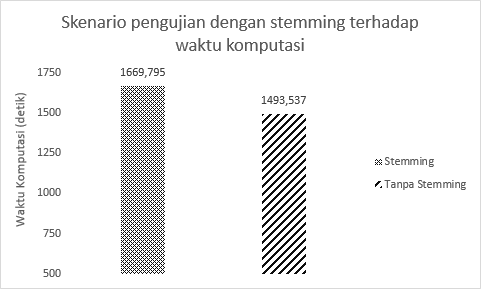 Skenario pengujian dengan stemming terhadap
waktu komputasi
Waktu Komputasi (detik)
1750
1500
1250
1000
750
500
1669,795
1493,537
Stemming
Tanpa Stemming